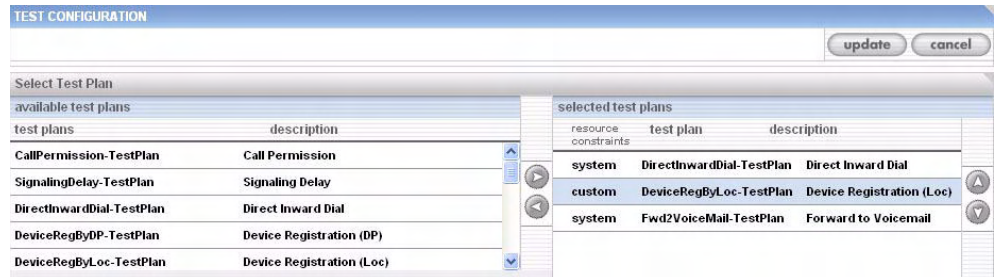 TEST CONFIGURATION
update cancel
Select Test Plan
available test plans
test plans description
CallPermission-TestPlan Call Permission
SignalingDelay-TestPlan Signaling Delay
DirectInwardDial-TestPlan Direct Inward Dial
DeviceRegByDP-TestPlan Device Registration (DP)
DeviceRegByLoc-TestPlan Device Registration (Loc)
selected test plans
resource constraints test plan description
system DirectInwardDial-TestPlan Direct Inward Dial
custom DeviceRegByLoc-TestPlan Device Registration (Loc)
system Fwd2VoiceMail-TestPlan Forward to Voicemail